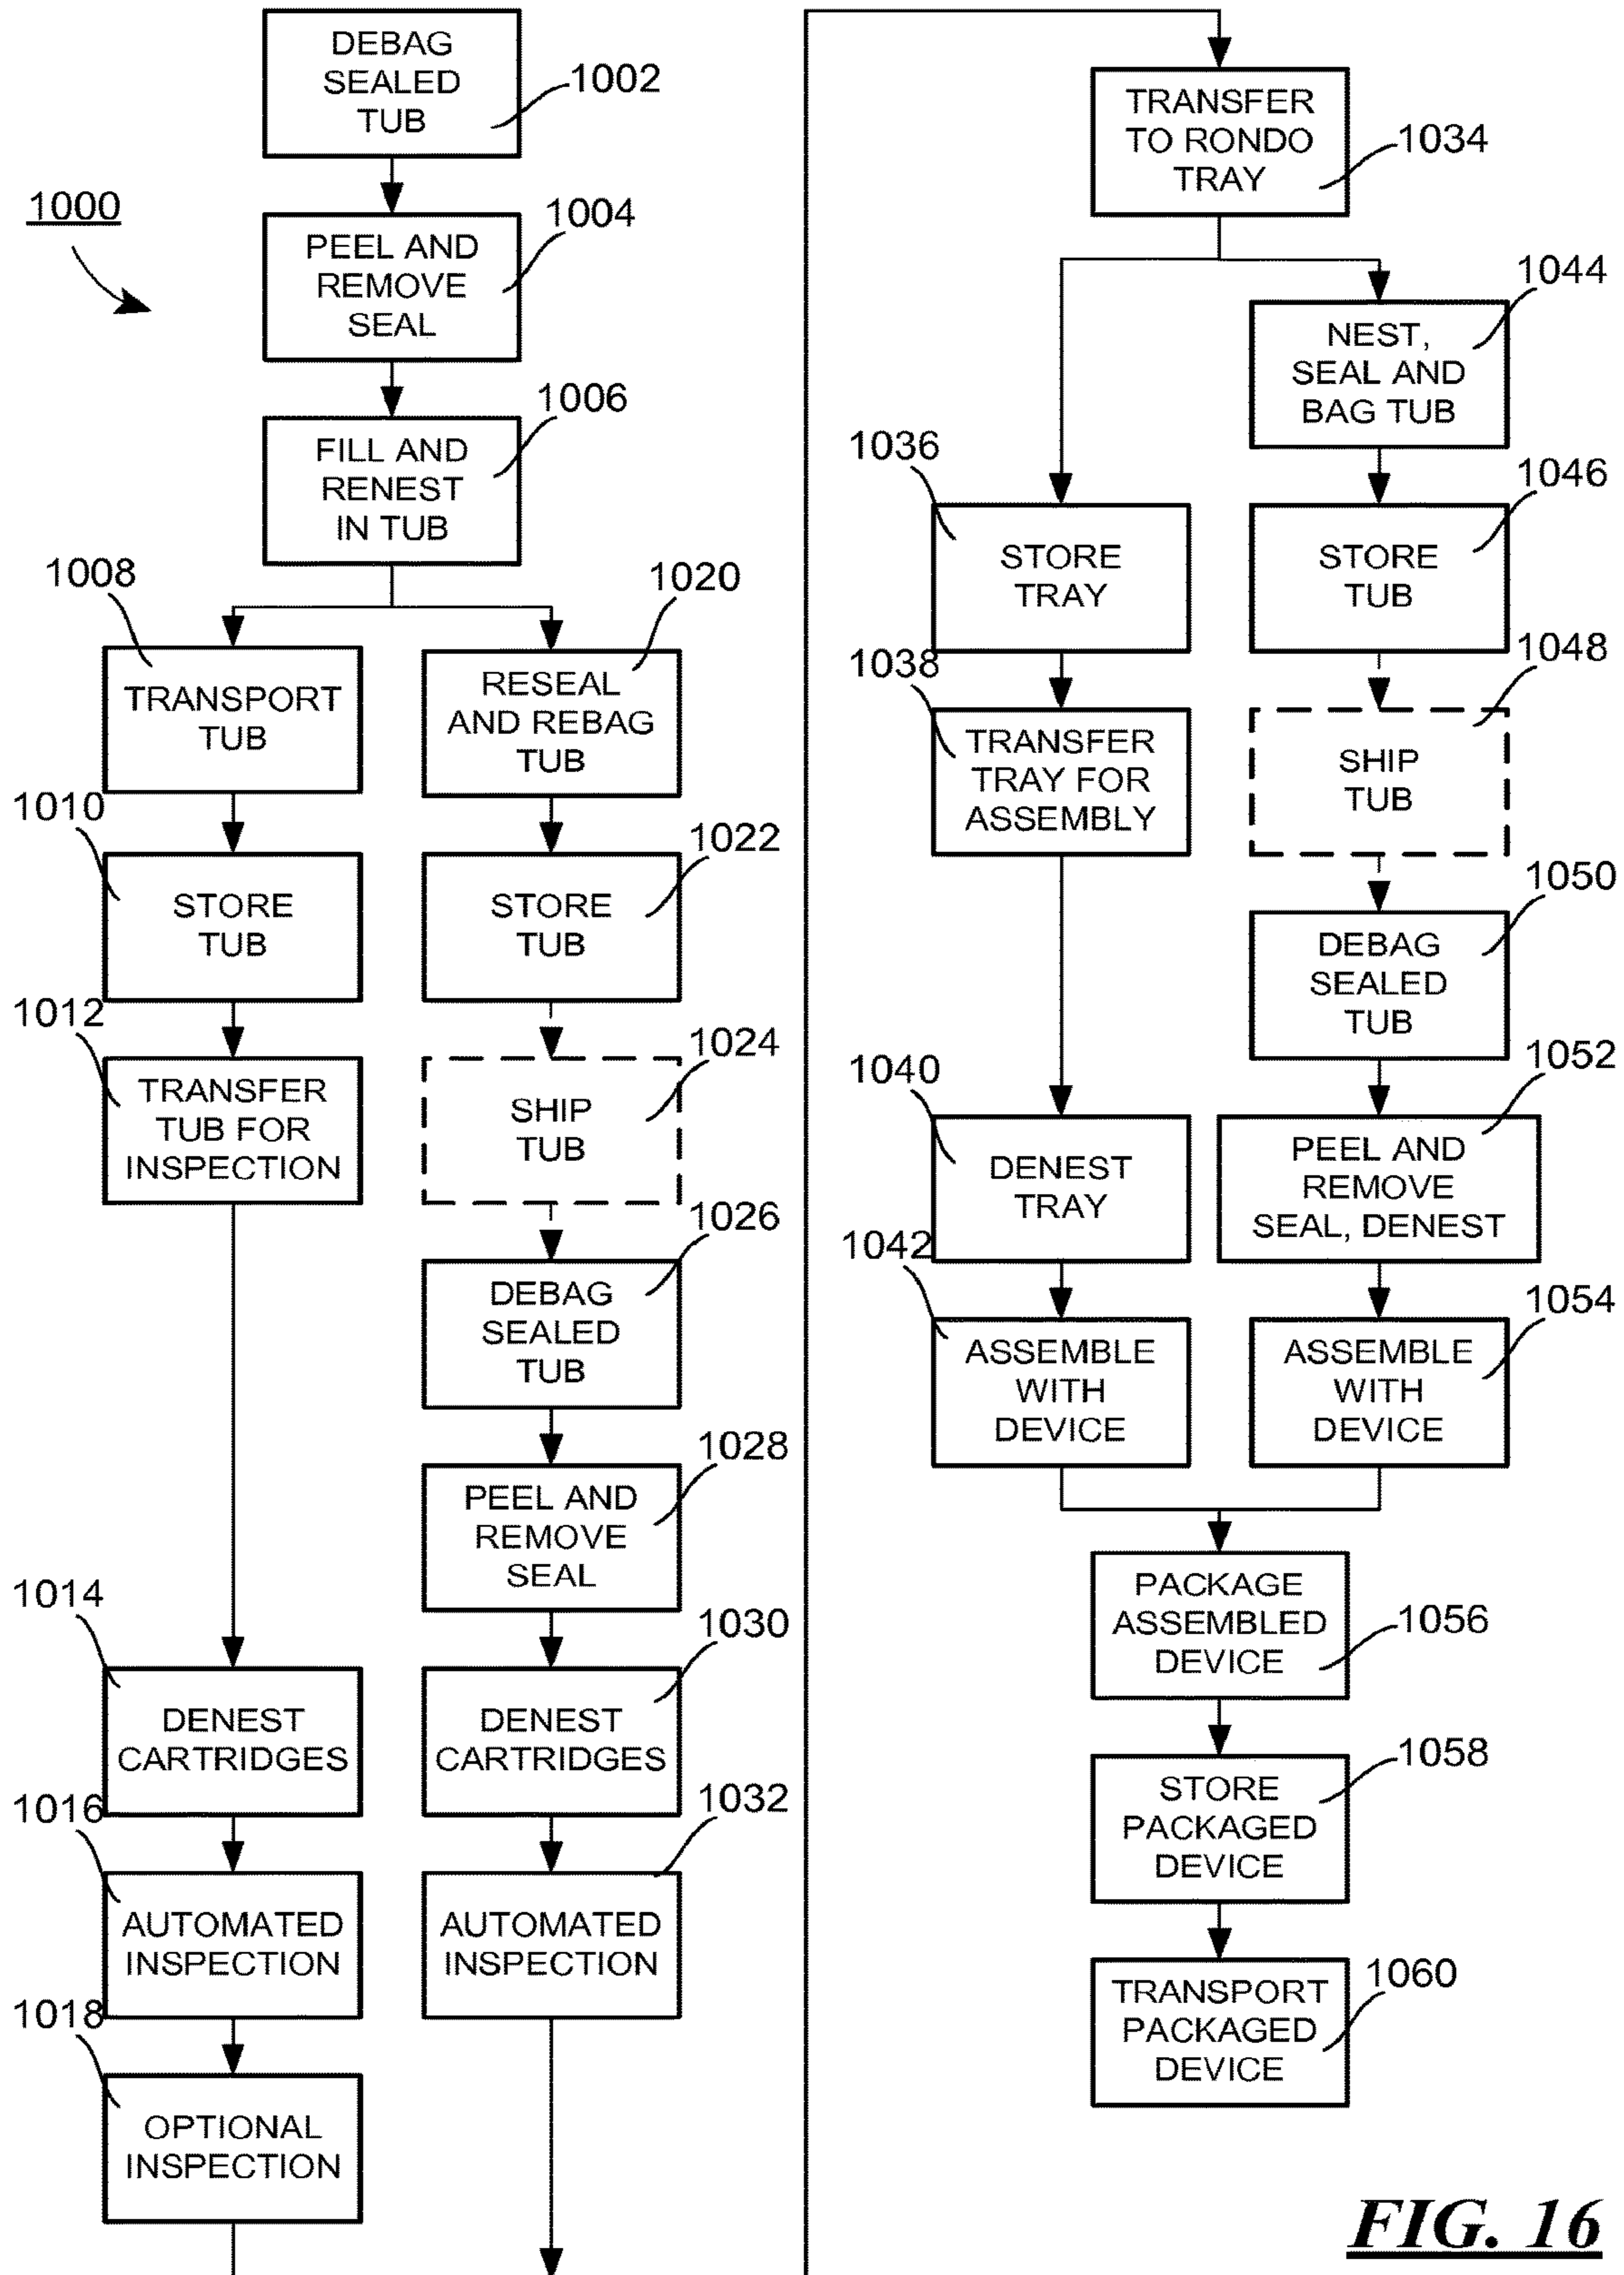 1000
DEBAG
SEALED
TUB
1002
PEEL AND
REMOVE
SEAL
1004
FILL AND
RENEST
IN TUB
1006
TRANSPORT
TUB
1008
STORE
TUB
1010
TRANSFER
TUB FOR
INSPECTION
1012
DENEST
CARTRIDGES
1014
AUTOMATED
INSPECTION
1016
OPTIONAL
INSPECTION
1018
RESEAL
AND REBAG
TUB
1020
STORE
TUB
1022
SHIP
TUB
1024
DEBAG
SEALED
TUB
1026
PEEL AND
REMOVE
SEAL
1028
DENEST
CARTRIDGES
1030
AUTOMATED
INSPECTION
1032
TRANSFER
TO RONDO
TRAY
1034
STORE
TRAY
1036
TRANSFER
TRAY FOR
ASSEMBLY
1038
DENEST
TRAY
1040
ASSEMBLE
WITH
DEVICE
1042
NEST,
SEAL AND
BAG TUB
1044
STORE
TUB
1046
SHIP
TUB
1048
DEBAG
SEALED
TUB
1050
PEEL AND
REMOVE
SEAL, DENEST
1052
ASSEMBLE
WITH
DEVICE
1054
PACKAGE
ASSEMBLED
DEVICE
1056
STORE
PACKAGED
DEVICE
1058
TRANSPORT
PACKAGED
DEVICE
1060
FIG. 16